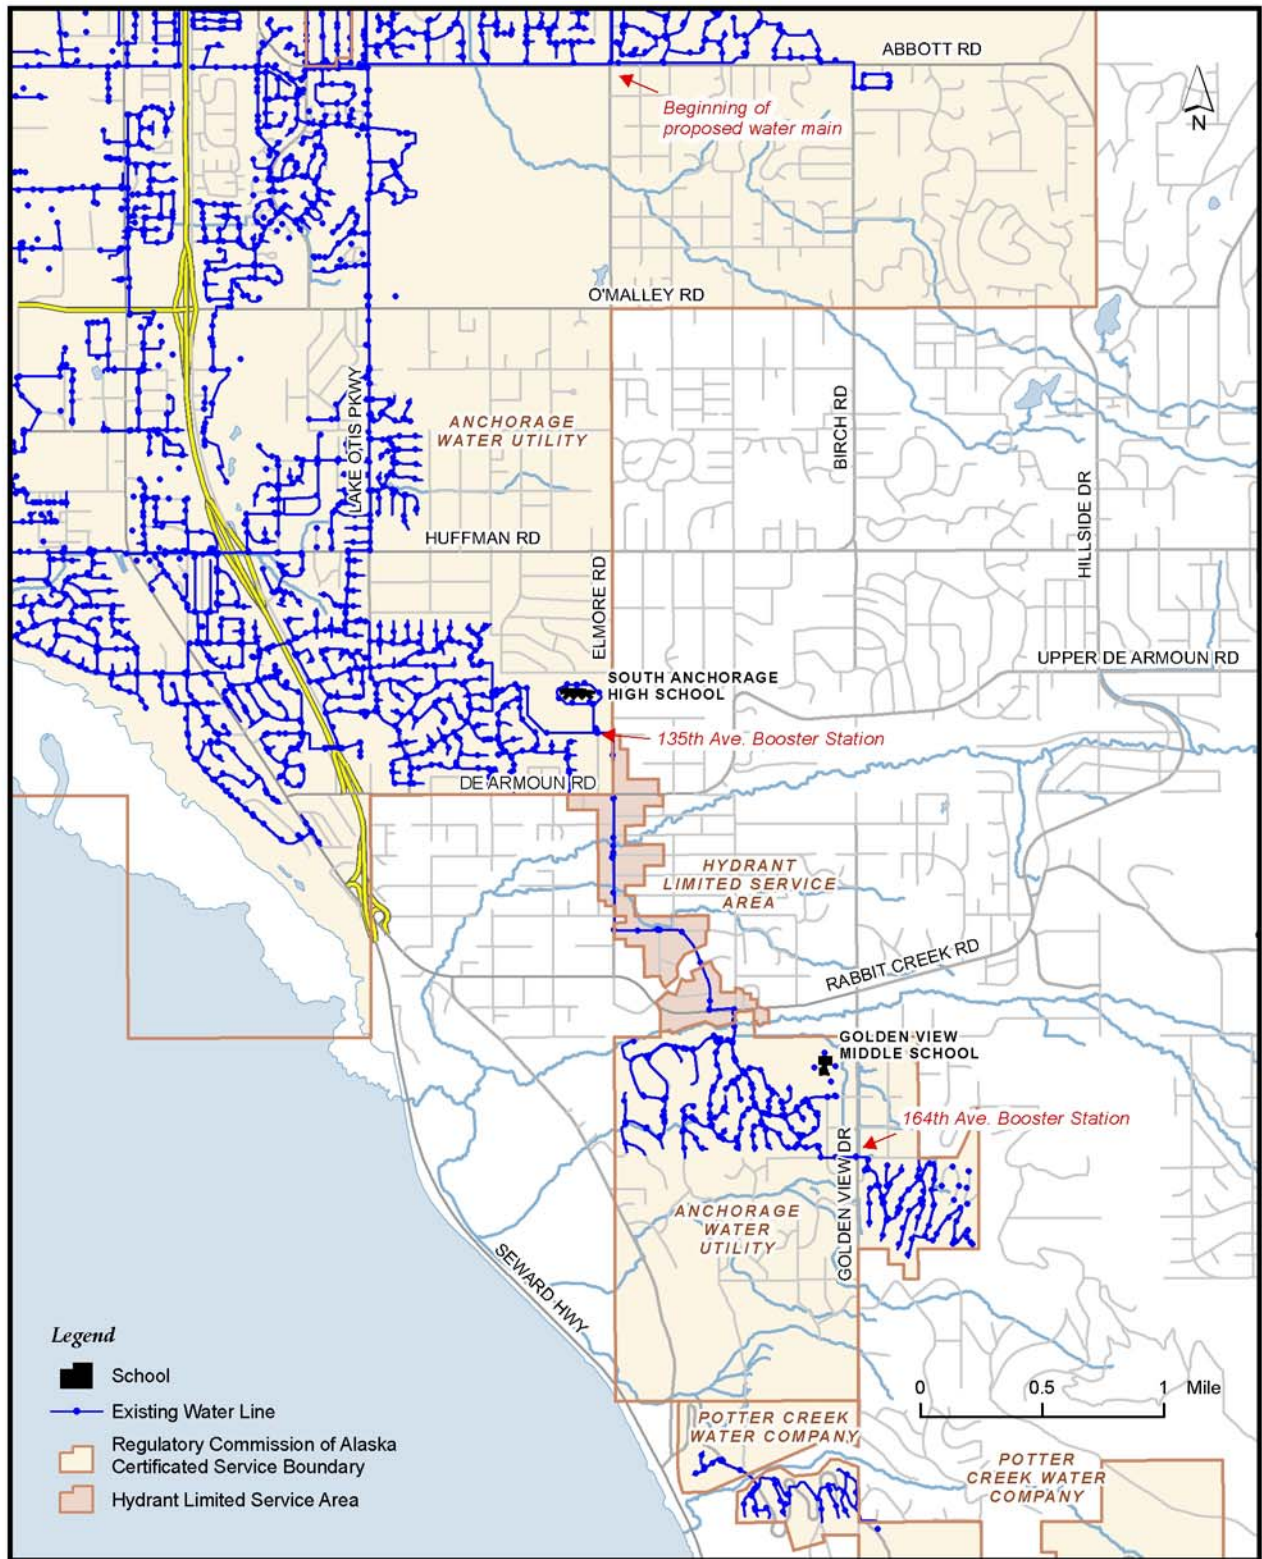 ABBOTT RD
Beginning of
proposed water main
N
O'MALLEY RD
LAKE OTIS PKWY
ANCHORAGE
WATER UTILITY
BIRCH RD
HILLSIDE DR
HUFFMAN RD
ELMORE RD
UPPER DE ARMOUN RD
SOUTH ANCHORAGE
HIGH SCHOOL
135th Ave. Booster Station
DE ARMOUN RD
HYDRANT
LIMITED SERVICE
AREA
RABBIT CREEK RD
GOLDEN VIEW
MIDDLE SCHOOL
164th Ave. Booster Station
GOLDEN VIEW DR
ANCHORAGE
WATER
UTILITY
SEWARD HWY
Legend
School
Existing Water Line
Regulatory Commission of Alaska
Certificated Service Boundary
Hydrant Limited Service Area
0 0.5 1 Mile
POTTER CREEK
WATER COMPANY
POTTER
CREEK WATER
COMPANY